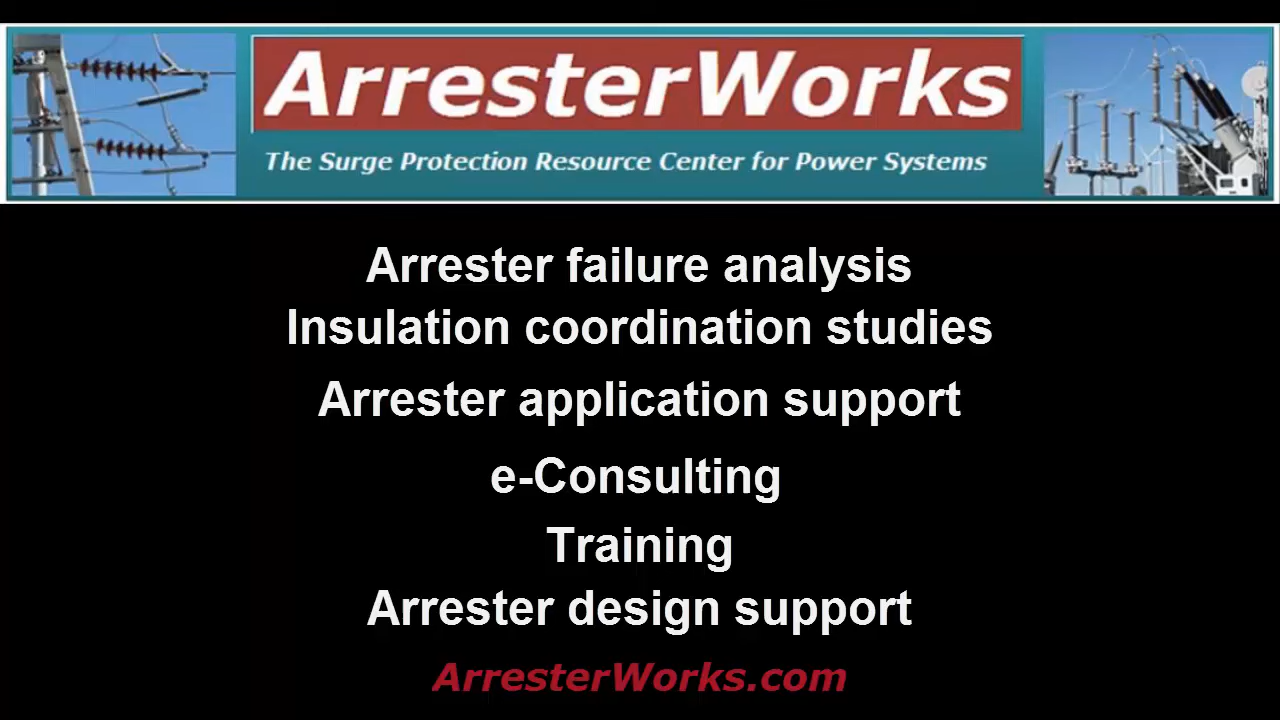 ArresterWorks
The Surge Protection Resource Center for Power Systems
Arrester failure analysis
Insulation coordination studies
Arrester application support
e-Consulting
Training
Arrester design support
ArresterWorks.com